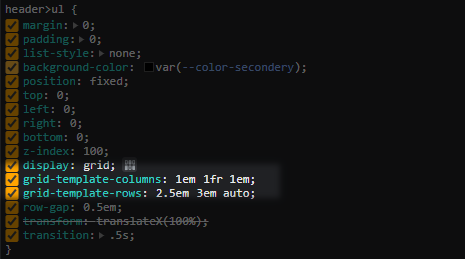 header>ul {
margin: 0;
padding: 0;
list-style: none;
background-color: var(--color-secondery);
position: fixed;
top: 0;
left: 0;
right: 0;
bottom: 0;
z-index: 100;
display: grid;
grid-template-columns: 1em 1fr 1em;
grid-template-rows: 2.5em 3em auto;
row-gap: 0.5em;
transform: translateX(100%);
transition: .5s;
}